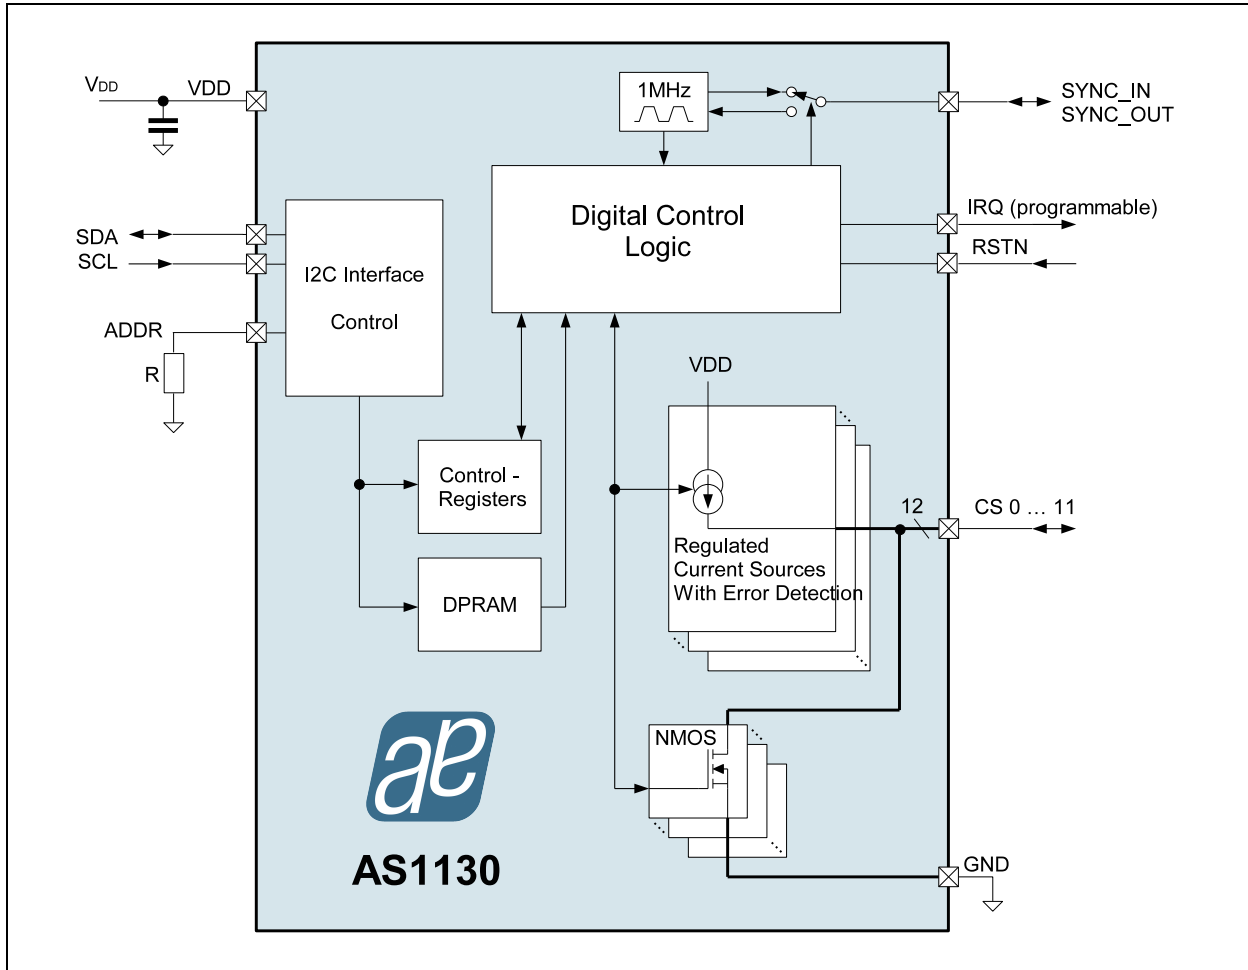 VDD
VDD
1MHz
SYNC_IN
SYNC_OUT
SDA
SCL
ADDR
R
I2C Interface
Control
Digital Control
Logic
IRQ (programmable)
RSTN
VDD
Control -
Registers
DPRAM
Regulated
Current Sources
With Error Detection
12
CS 0 ... 11
NMOS
GND
ae
AS1130